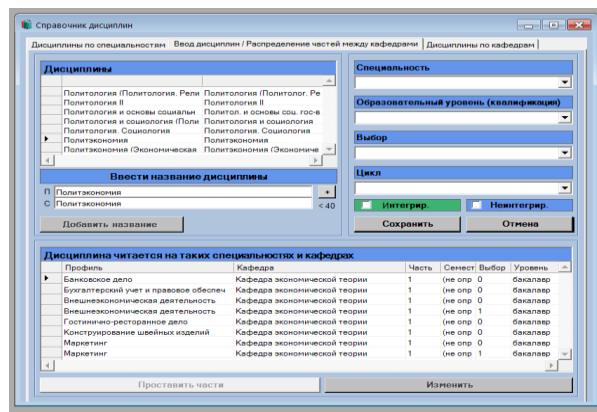 Справочник дисциплин
Дисциплины по специальностям Ввод дисциплин / Распределение частей между кафедрами Дисциплины по кафедрам
Дисциплины
Политология (Политология. Рели Политология (Политолог. Ре
Политология II Политология II
Политология и основы социальн Политол. и основы соц. гос-в
Политология и социология (Поли Политология и социология
Политология. Социология Политология. Социология
Политэкономия Политэкономия
Политэкономия (Экономическая Политэкономия (Экономиче
Ввести название дисциплины
П Политэкономия +
С Политэкономия < 40
Добавить название
Специальность
Образовательный уровень (квалификация)
Выбор
Цикл
Интегрир. Неинтегрир.
Сохранить Отмена
Дисциплина читается на таких специальностях и кафедрах
Профиль Кафедра Часть Семест Выбор Уровень
Банковское дело Кафедра экономической теории 1 (не опр 0 бакалавр
Бухгалтерский учет и правовое обеспеч Кафедра экономической теории 1 (не опр 0 бакалавр
Внешнеэкономическая деятельность Кафедра экономической теории 1 (не опр 0 бакалавр
Внешнеэкономическая деятельность Кафедра экономической теории 1 (не опр 1 бакалавр
Гостинично-ресторанное дело Кафедра экономической теории 1 (не опр 0 бакалавр
Конструирование швейных изделий Кафедра экономической теории 1 (не опр 0 бакалавр
Маркетинг Кафедра экономической теории 1 (не опр 0 бакалавр
Маркетинг Кафедра экономической теории 1 (не опр 1 бакалавр
Проставить части Изменить